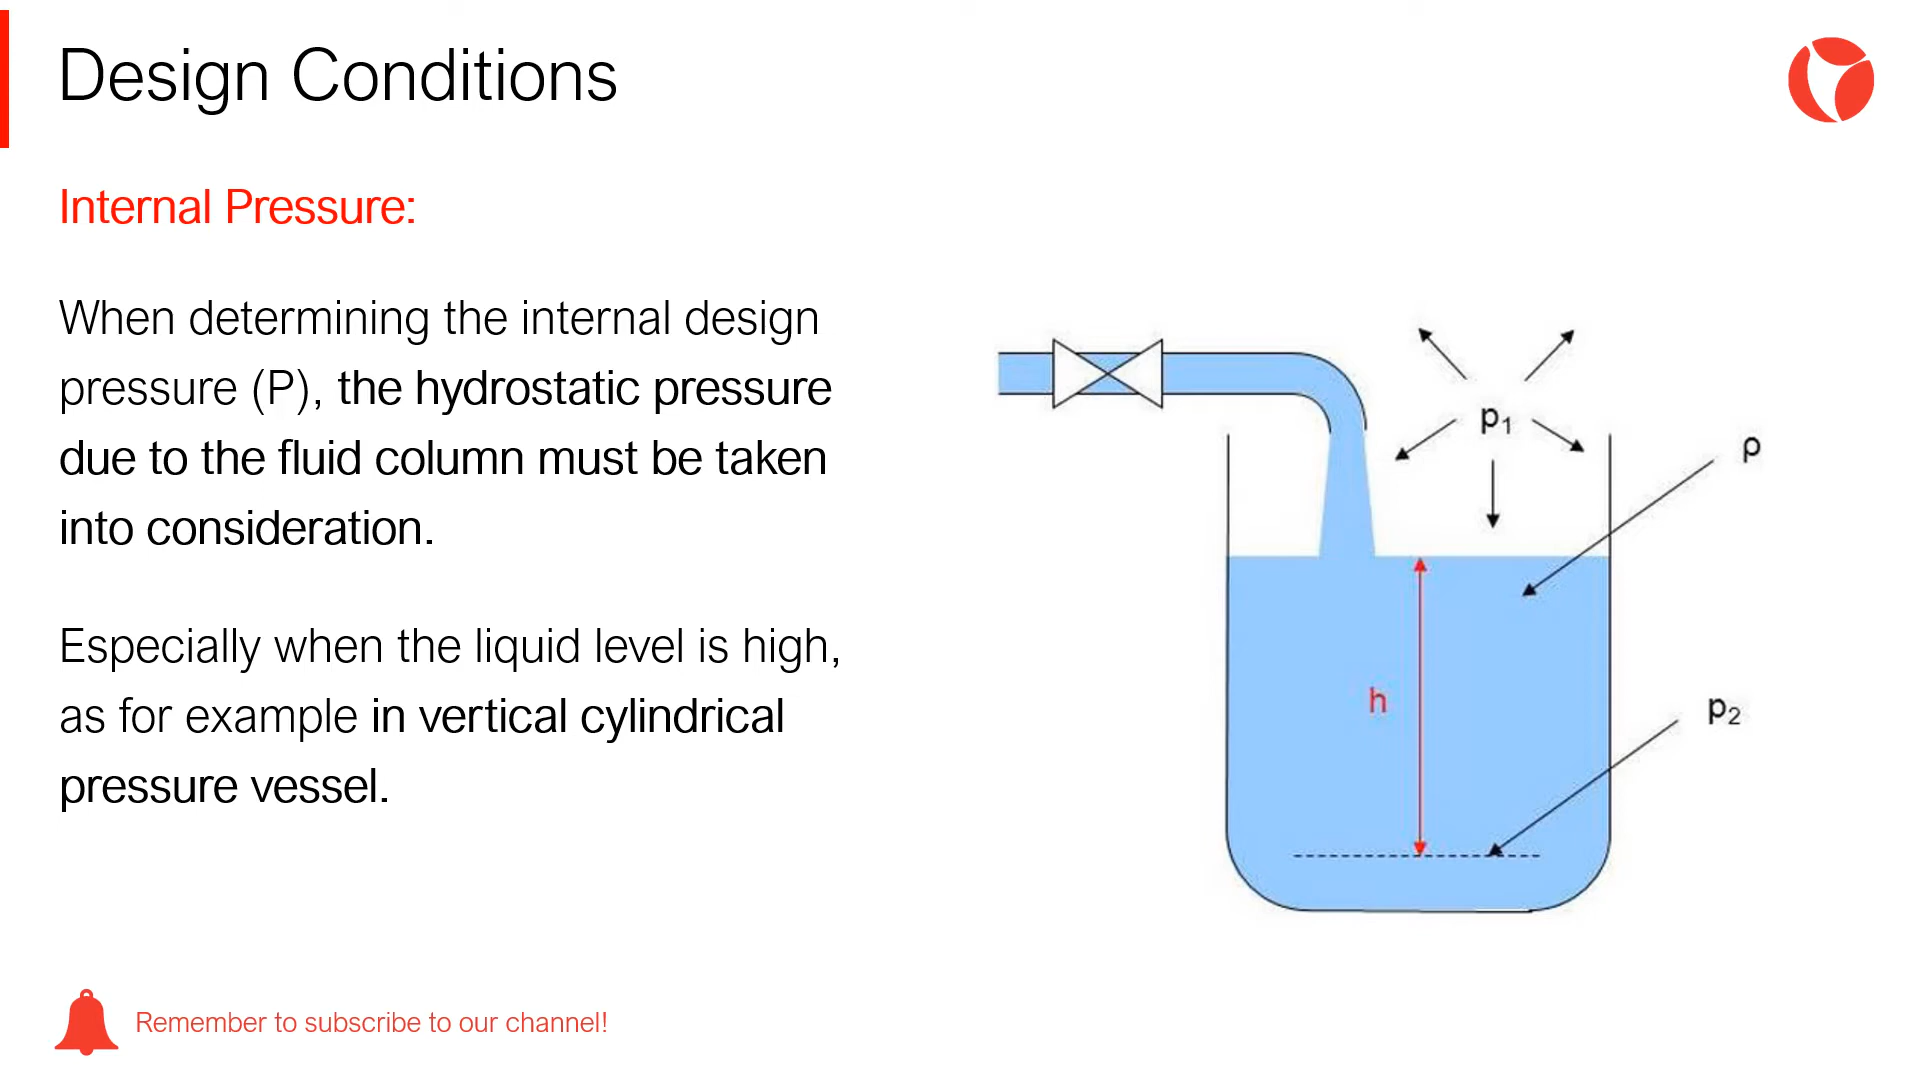 Design Conditions
Internal Pressure:
When determining the internal design
pressure (P), the hydrostatic pressure
due to the fluid column must be taken
into consideration.
Especially when the liquid level is high,
as for example in vertical cylindrical
pressure vessel.
p₁
ρ
h
p₂
Remember to subscribe to our channel!